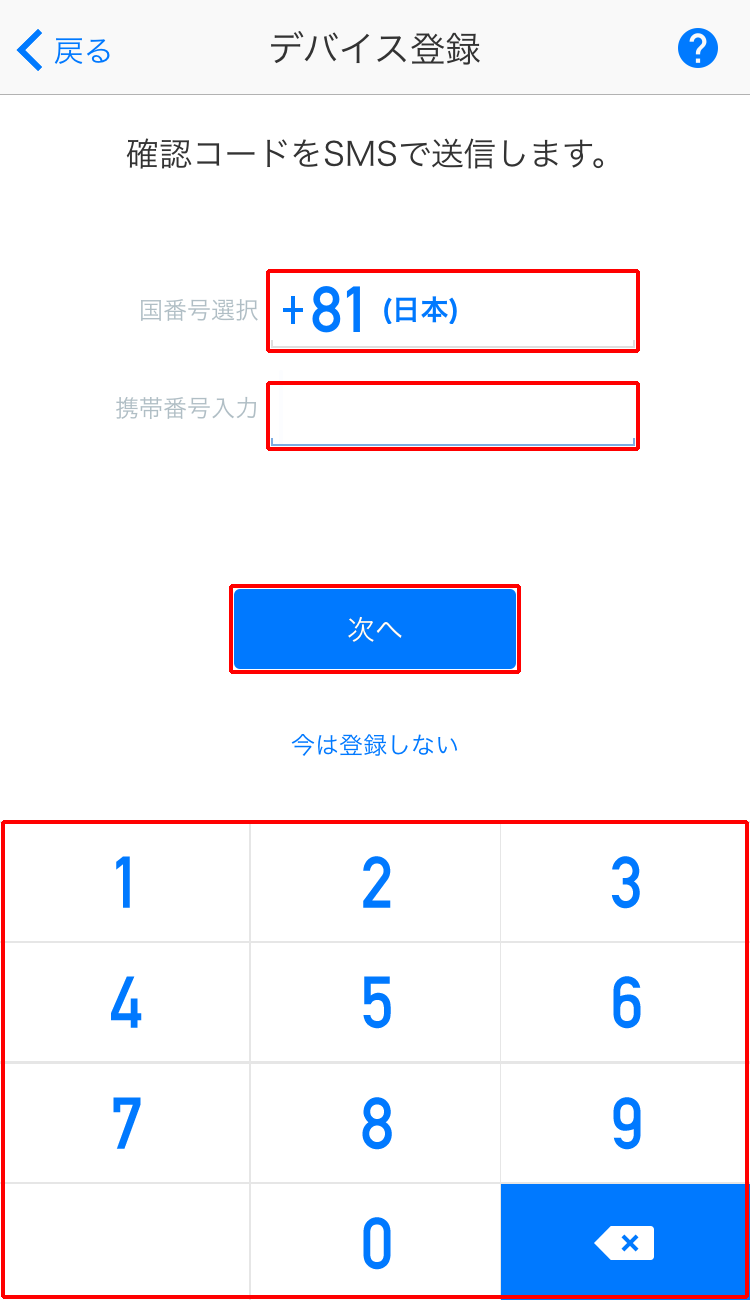 戻る デバイス登録 ?
確認コードをSMSで送信します。
国番号選択 +81 (日本)
携帯番号入力
次へ
今は登録しない
1 2 3
4 5 6
7 8 9
0